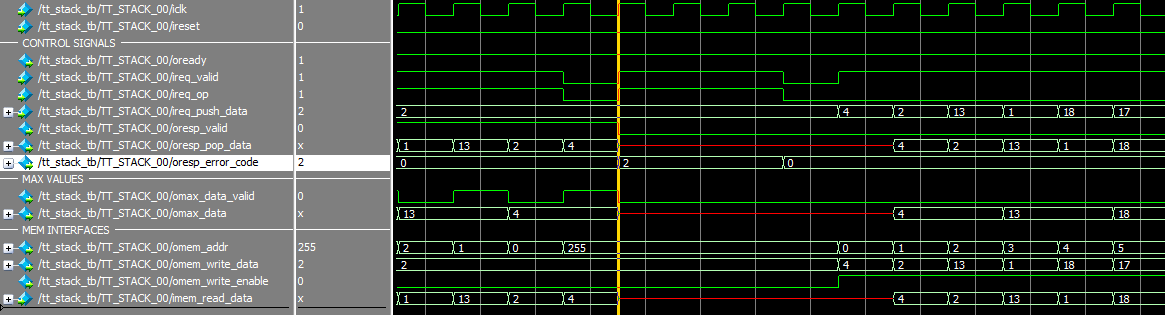 /tt_stack_tb/TT_STACK_00/iclk 1
/tt_stack_tb/TT_STACK_00/ireset 0
CONTROL SIGNALS
/tt_stack_tb/TT_STACK_00/oready 1
/tt_stack_tb/TT_STACK_00/ireq_valid 1
/tt_stack_tb/TT_STACK_00/ireq_op 1
/tt_stack_tb/TT_STACK_00/ireq_push_data 2 2 4 2 13 1 18 17
/tt_stack_tb/TT_STACK_00/oresp_valid 0
/tt_stack_tb/TT_STACK_00/oresp_pop_data x 1 13 2 4 4 2 13 1 18
/tt_stack_tb/TT_STACK_00/oresp_error_code 2 0 2 0
MAX VALUES
/tt_stack_tb/TT_STACK_00/omax_data_valid 0
/tt_stack_tb/TT_STACK_00/omax_data x 13 4 4 13 18
MEM INTERFACES
/tt_stack_tb/TT_STACK_00/omem_addr 255 2 1 0 255 0 1 2 3 4 5
/tt_stack_tb/TT_STACK_00/omem_write_data 2 2 4 2 13 1 18 17
/tt_stack_tb/TT_STACK_00/omem_write_enable 0
/tt_stack_tb/TT_STACK_00/imem_read_data x 1 13 2 4 4 2 13 1 18